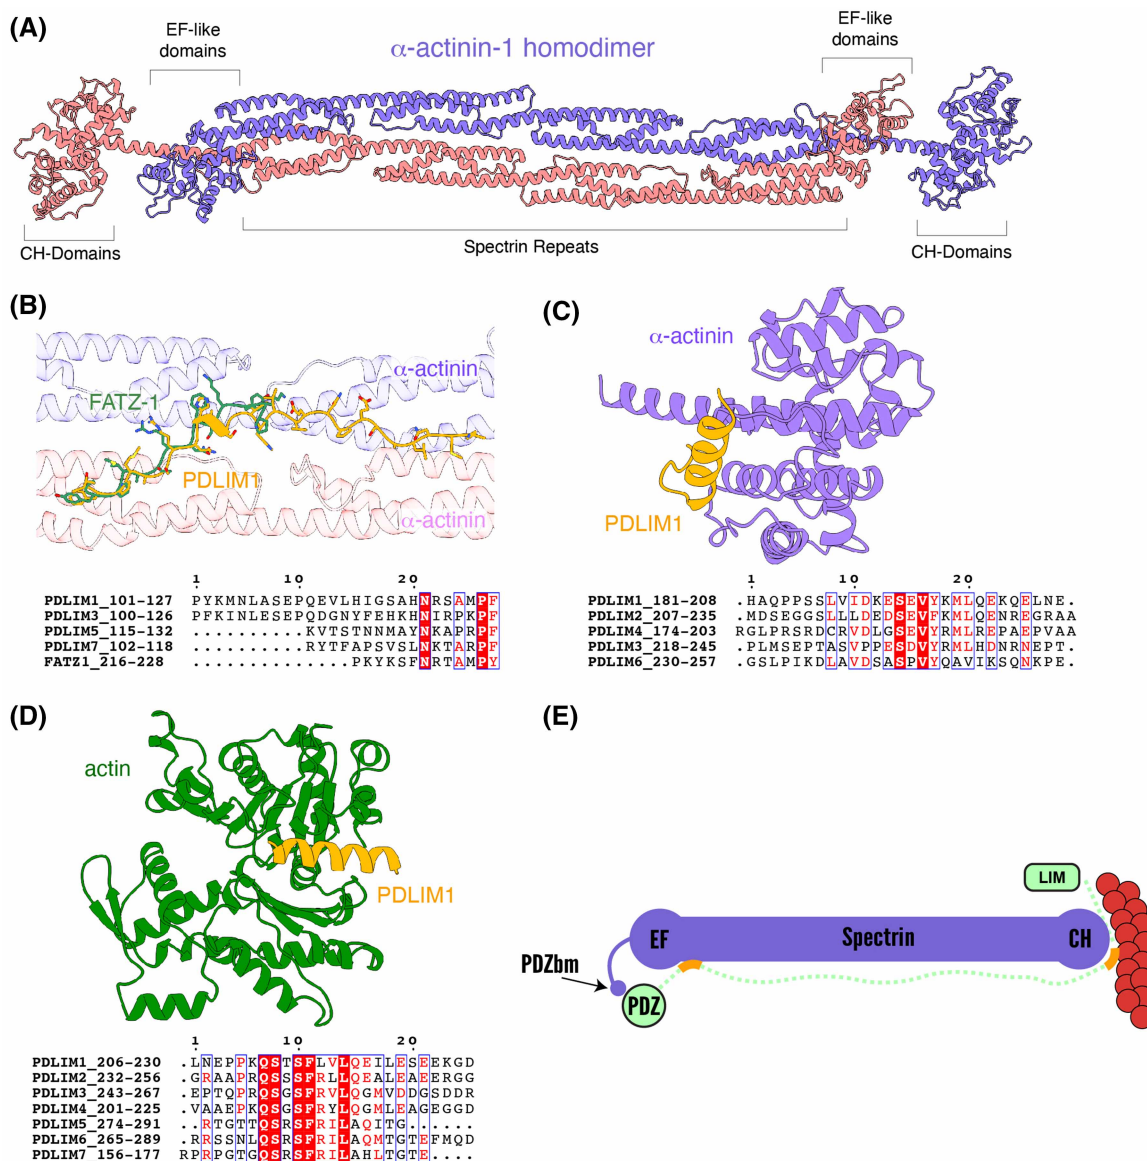 (A)
EF-like
domains
α-actinin-1 homodimer
EF-like
domains
CH-Domains
Spectrin Repeats
CH-Domains
(B)
α-actinin
FATZ-1
PDLIM1
α-actinin
1 10 20
PDLIM1_101-127 PYKMNLASEPQEVLHIGSAHNRSAMPF
PDLIM3_100-126 PFKINLESEPQDGNYFEHKHNIRPKPF
PDLIM5_115-132 ..........KVTSTNNMAYNKAPRPF
PDLIM7_102-118 ..........RYTFAPSVSLNKTARPF
FATZ1_216-228 ..............PKYKSFNRTAMPY
(C)
α-actinin
PDLIM1
1 10 20
PDLIM1_181-208 .HAQPPSSLVIDKESEVYKMLQEKQELNE.
PDLIM2_207-235 .MDSEGGSLLLDEDSEVFKMLQENREGRAA
PDLIM4_174-203 RGLPRSRDCRVDLGSEVYRMLREPAEPVAA
PDLIM3_218-245 .PLMSEPTASVPPESDVYRMLHDNRNEPT.
PDLIM6_230-257 .GSLPIKDLAVDSASPVYQAVIKSQNKPE.
(D)
actin
PDLIM1
1 10 20
PDLIM1_206-230 .LNEPPKQSTSFLVLQEILESEEKGD
PDLIM2_232-256 .GRAAPRQSSSFRLLQEALEAEERGG
PDLIM3_243-267 .EPTQPRQSGSFRVLQGMVDDGSDDR
PDLIM4_201-225 .VAAEPKQSGSFRYLQGMLEAGEGGD
PDLIM5_274-291 ..RTGTTQSRSFRILAQITG......
PDLIM6_265-289 .RRSSNLQSRSFRILAQMTGTEFMQD
PDLIM7_156-177 RPRPGTGQSRSFRILAHLTGTE....
(E)
LIM
EF
Spectrin
CH
PDZbm
PDZ